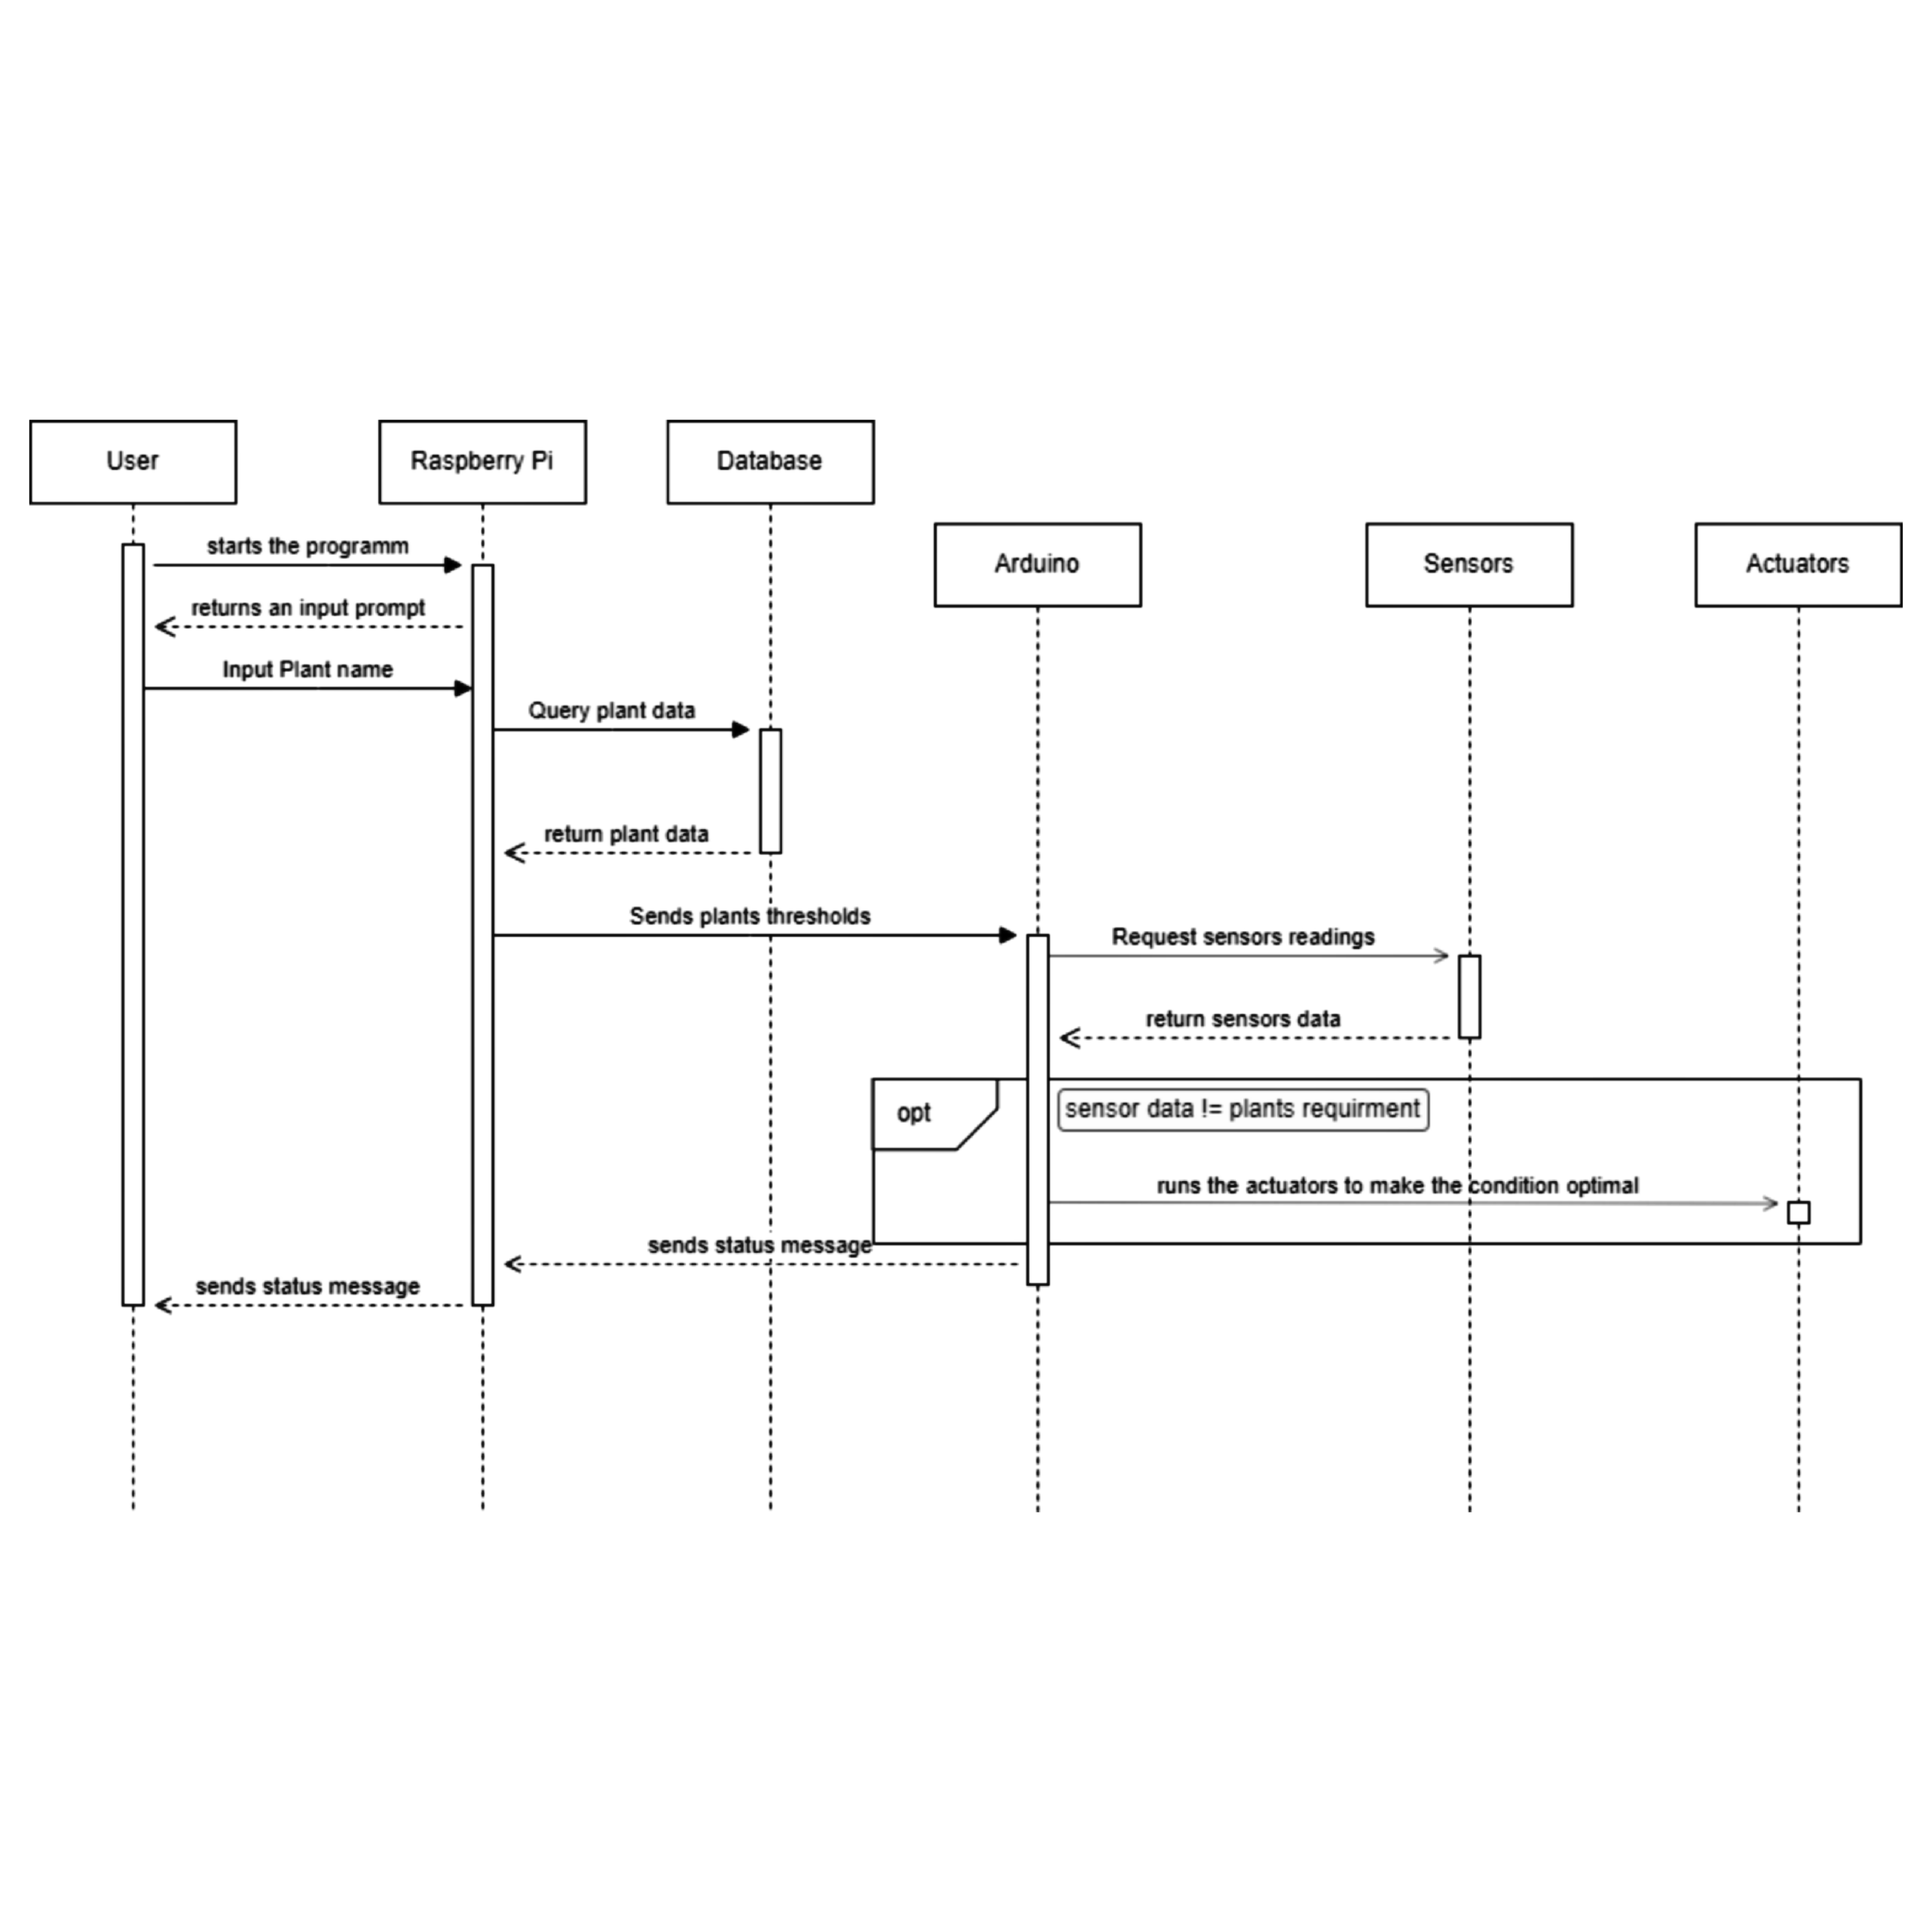 User
Raspberry Pi
Database
Arduino
Sensors
Actuators
starts the programm
returns an input prompt
Input Plant name
Query plant data
return plant data
Sends plants thresholds
Request sensors readings
return sensors data
opt
sensor data != plants requirment
runs the actuators to make the condition optimal
sends status message
sends status message